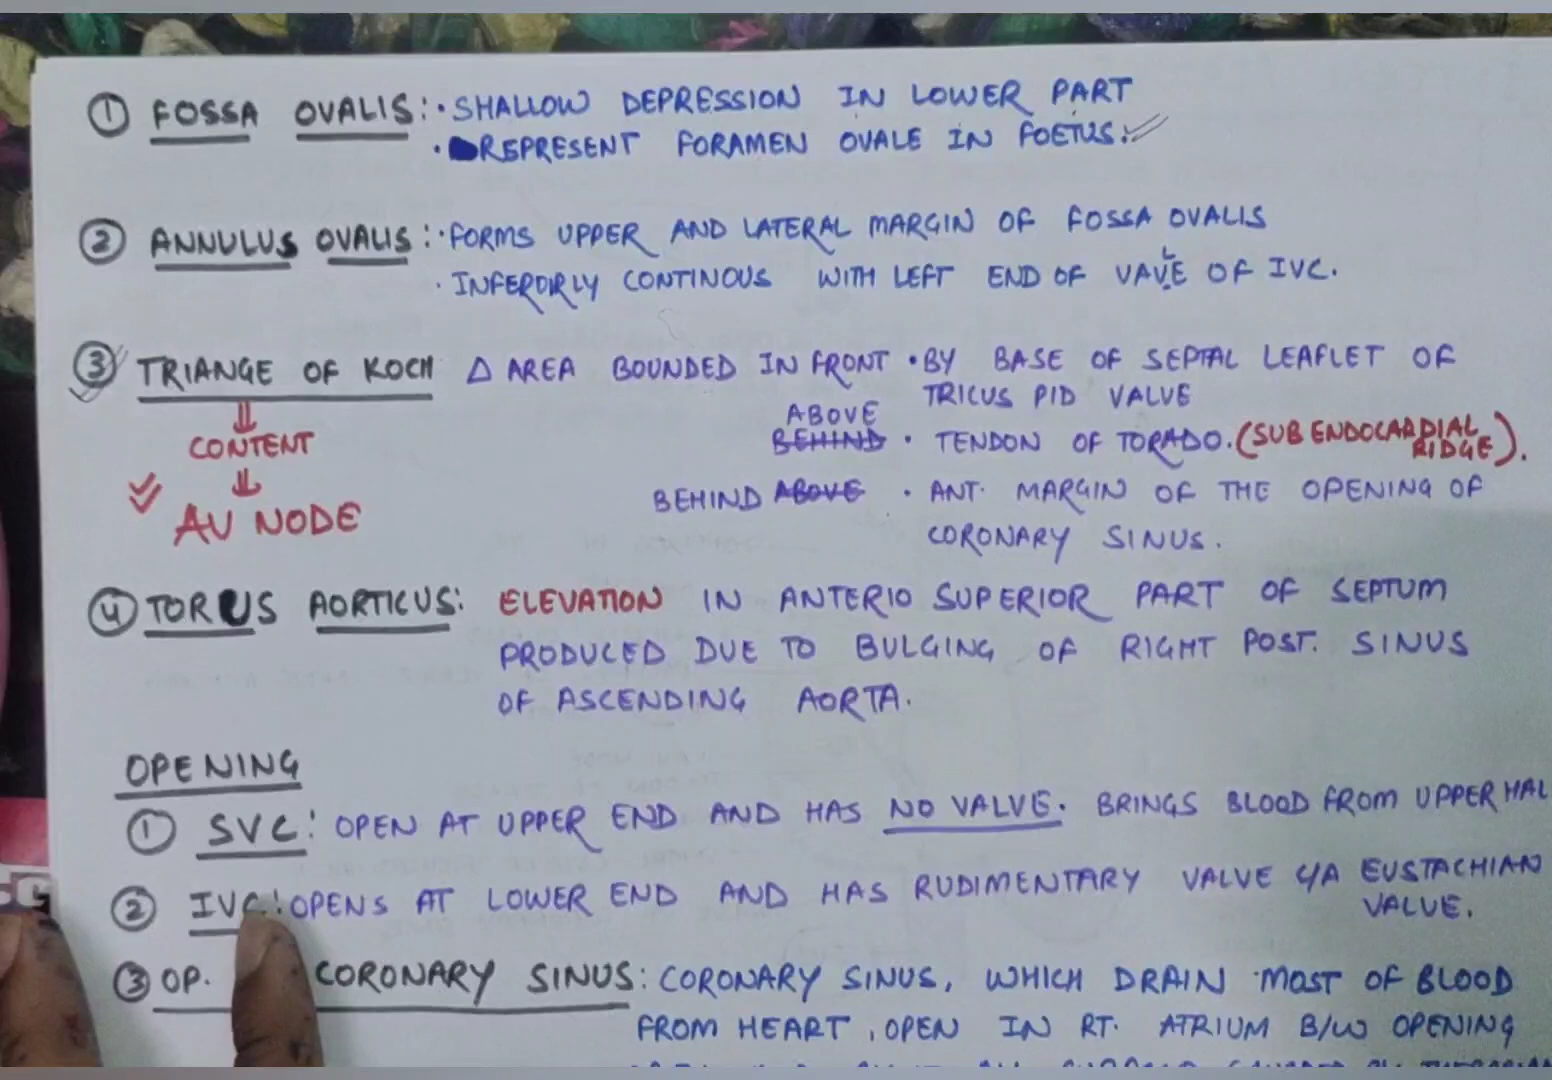 ① FOSSA OVALIS: • SHALLOW DEPRESSION IN LOWER PART
• REPRESENT FORAMEN OVALE IN FOETUS.
② ANNULUS OVALIS: • FORMS UPPER AND LATERAL MARGIN OF FOSSA OVALIS
• INFERORLY CONTINOUS WITH LEFT END OF VAVLE OF IVC.
③ TRIANGE OF KOCH Δ AREA BOUNDED IN FRONT • BY BASE OF SEPTAL LEAFLET OF
TRICUS PID VALVE
⇓
CONTENT
⇓
AV NODE
ABOVE
BEHIND • TENDON OF TORADO. (SUB ENDOCARDIAL
RIDGE).
BEHIND ABOVE • ANT. MARGIN OF THE OPENING OF
CORONARY SINUS.
④ TORUS AORTICUS: ELEVATION IN ANTERIO SUPERIOR PART OF SEPTUM
PRODUCED DUE TO BULGING OF RIGHT POST. SINUS
OF ASCENDING AORTA.
OPENING
① SVC: OPEN AT UPPER END AND HAS NO VALVE. BRINGS BLOOD FROM UPPER HAL
② IVC: OPENS AT LOWER END AND HAS RUDIMENTARY VALVE C/A EUSTACHIAN
VALVE.
③ OP. CORONARY SINUS: CORONARY SINUS, WHICH DRAIN MOST OF BLOOD
FROM HEART, OPEN IN RT. ATRIUM B/W OPENING